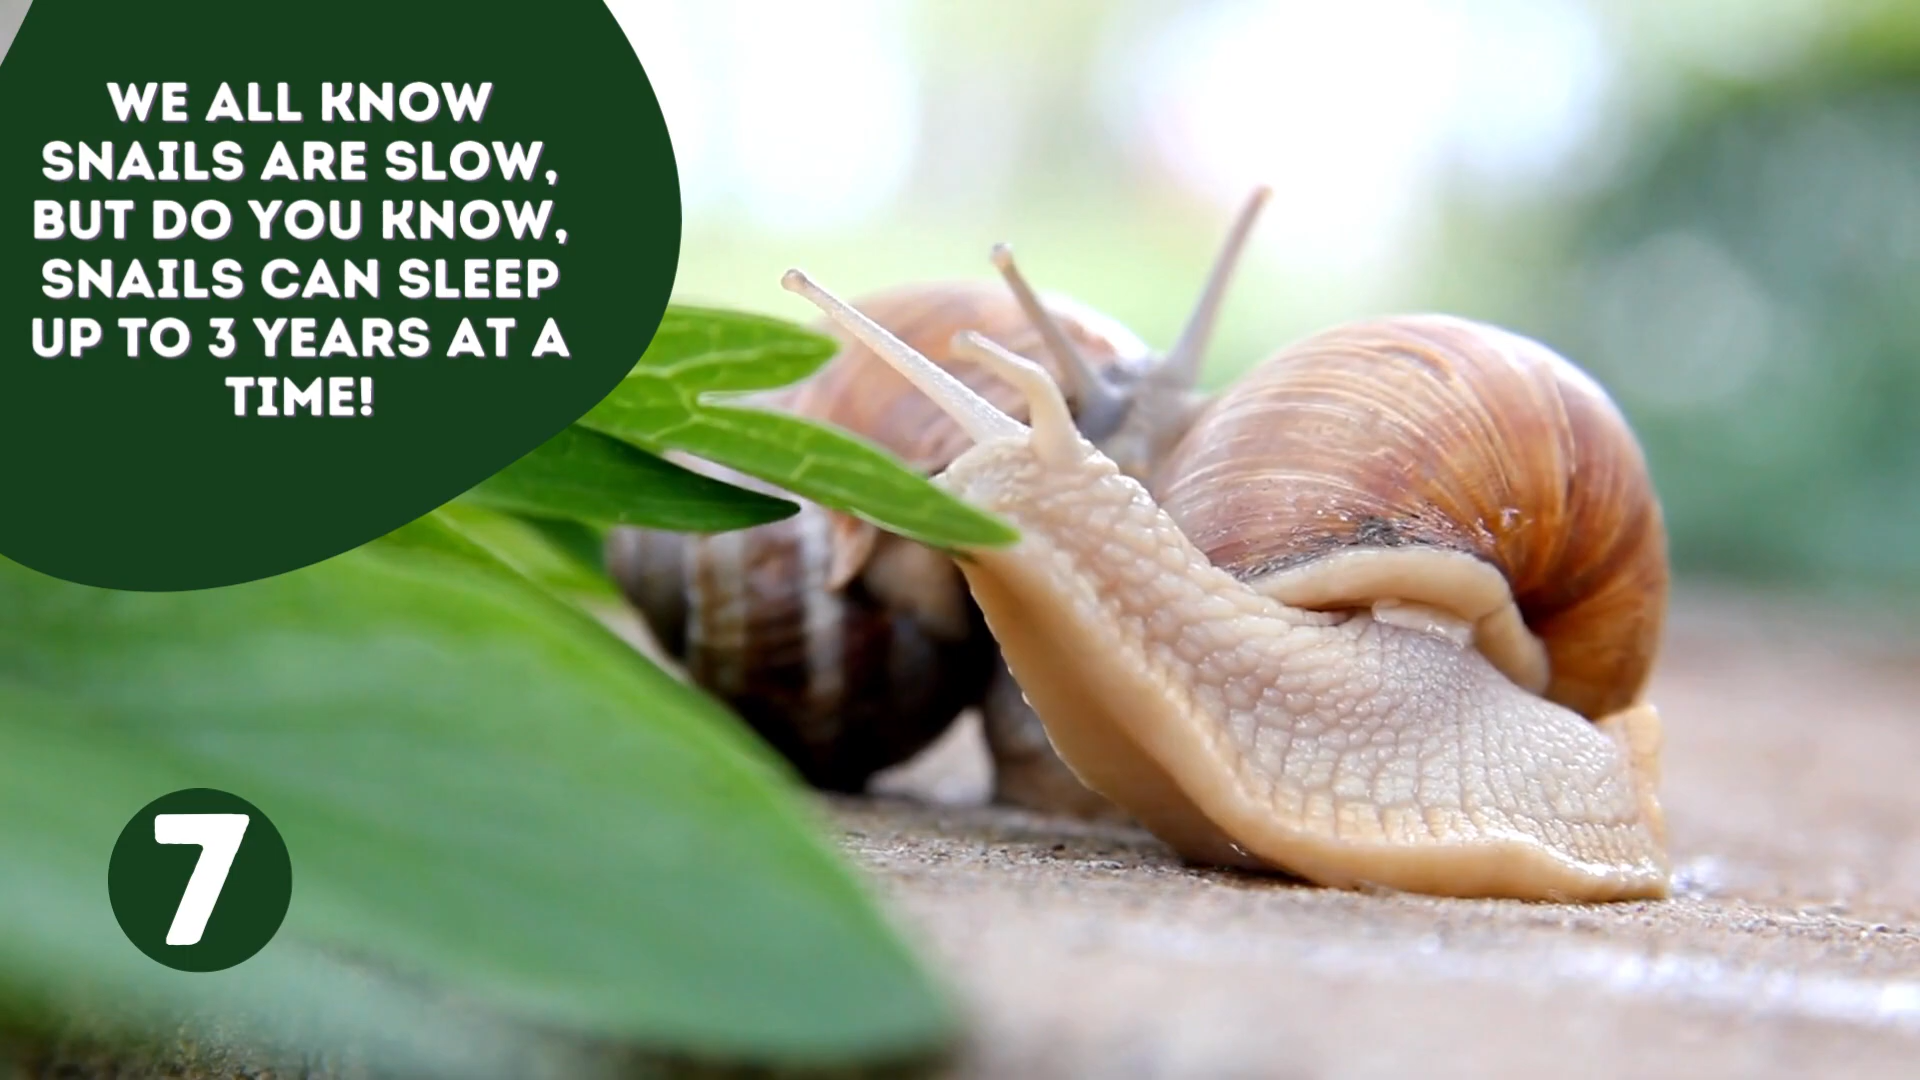 WE ALL KNOW
SNAILS ARE SLOW,
BUT DO YOU KNOW,
SNAILS CAN SLEEP
UP TO 3 YEARS AT A
TIME!
7